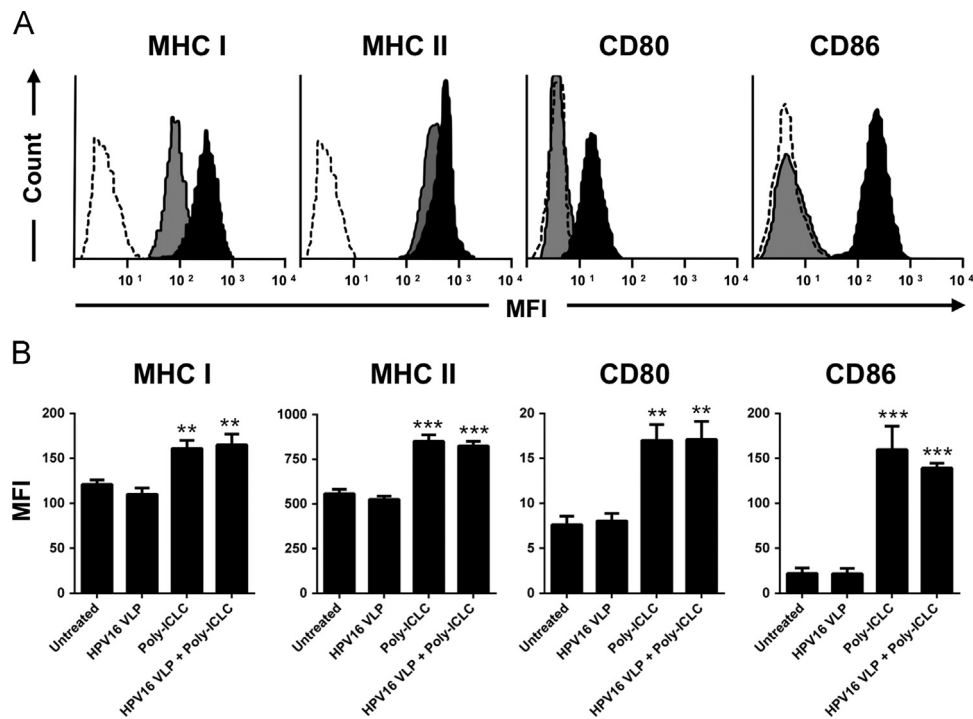 A
MHC I MHC II CD80 CD86
Count
10 1 10 2 10 3 10 4 10 1 10 2 10 3 10 4 10 1 10 2 10 3 10 4 10 1 10 2 10 3 10 4
MFI
B
MHC I MHC II CD80 CD86
MFI
200
150
100
50
0
** **
Untreated
HPV16 VLP
Poly-ICLC
HPV16 VLP + Poly-ICLC
1000
750
500
250
0
*** ***
Untreated
HPV16 VLP
Poly-ICLC
HPV16 VLP + Poly-ICLC
20
15
10
5
0
** **
Untreated
HPV16 VLP
Poly-ICLC
HPV16 VLP + Poly-ICLC
200
150
100
50
0
*** ***
Untreated
HPV16 VLP
Poly-ICLC
HPV16 VLP + Poly-ICLC